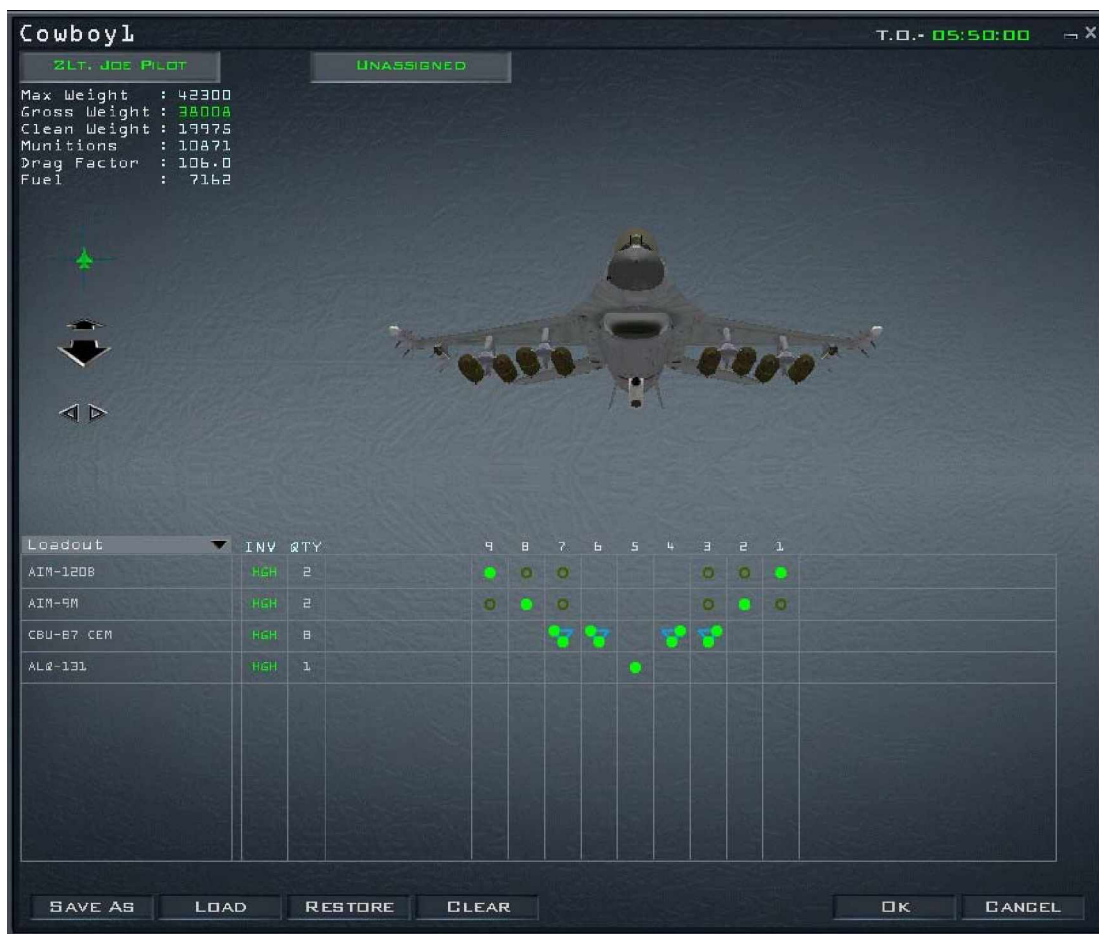 Cowboy1 T.O.- 05:50:00
2LT. JOE PILOT UNASSIGNED
Max Weight : 42300
Gross Weight : 38008
Clean Weight : 19975
Munitions : 10871
Drag Factor : 106.0
Fuel : 7162
Loadout INV QTY 9 8 7 6 5 4 3 2 1
AIM-120B HGH 2
AIM-9M HGH 2
CBU-87 CEM HGH 8
ALQ-131 HGH 1
SAVE AS LOAD RESTORE CLEAR OK CANCEL